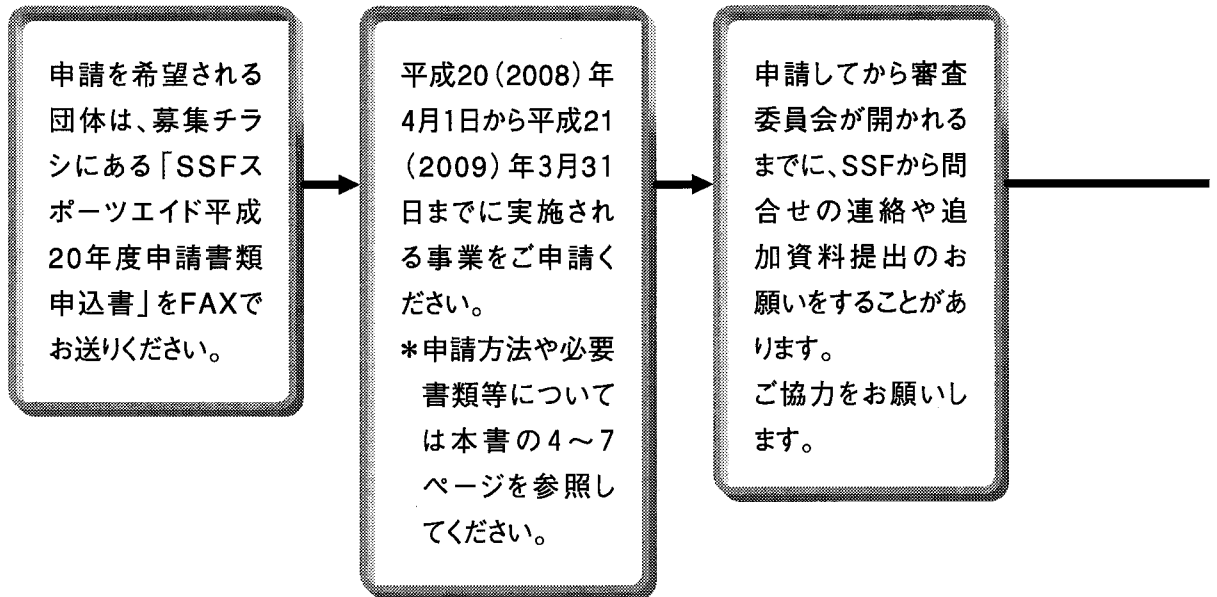 申請を希望される
団体は、募集チラ
シにある「SSFス
ポーツエイド平成
20年度申請書類
申込書」をFAXで
お送りください。
平成20(2008)年
4月1日から平成21
(2009)年3月31
日までに実施され
る事業をご申請く
ださい。
*申請方法や必要
書類等について
は本書の4〜7
ページを参照し
てください。
申請してから審査
委員会が開かれる
までに、SSFから問
合せの連絡や追
加資料提出のお
願いをすることがあ
ります。
ご協力をお願いし
ます。